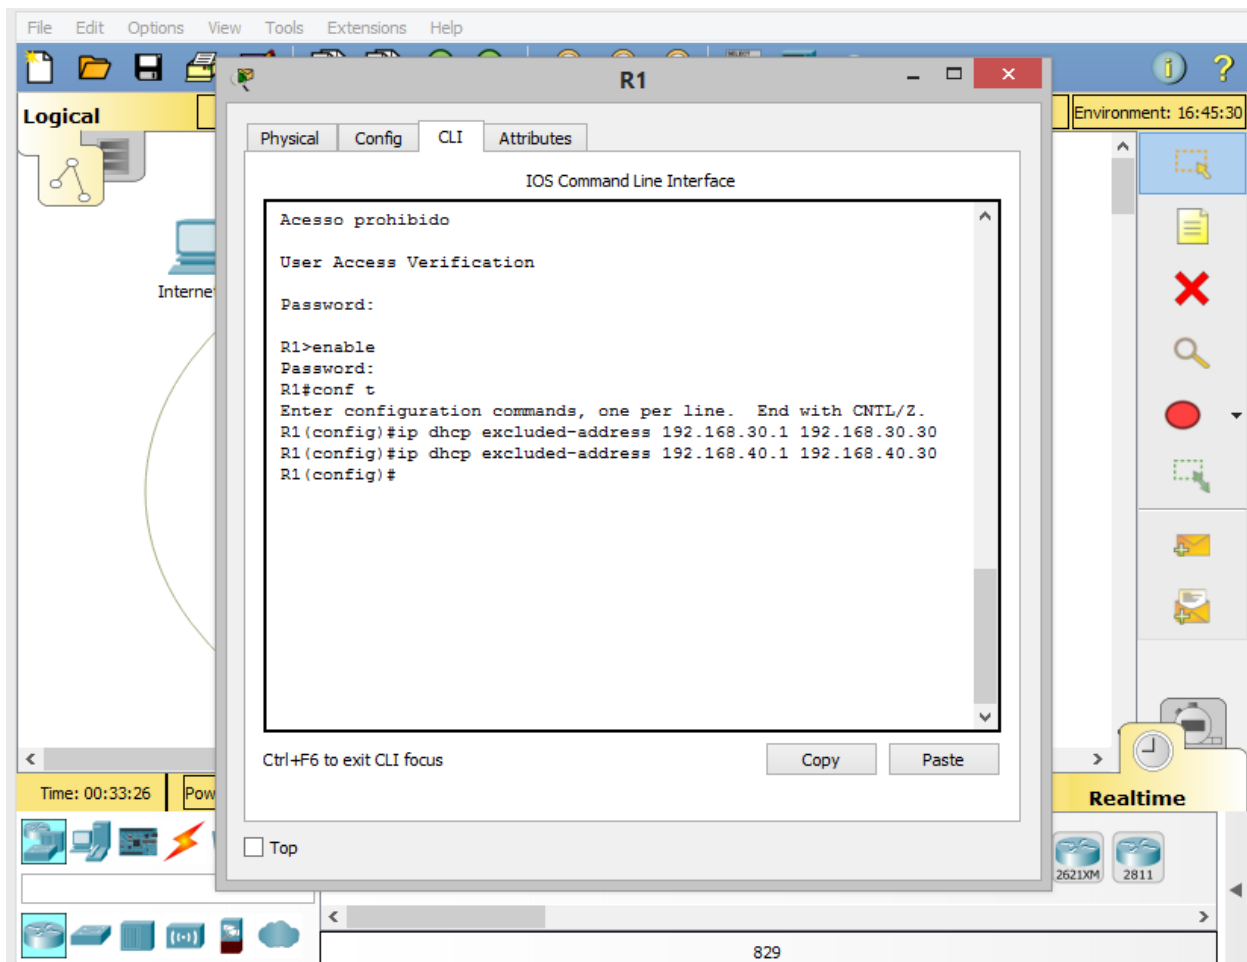 File Edit Options View Tools Extensions Help
R1
Logical
Environment: 16:45:30
Physical Config CLI Attributes
IOS Command Line Interface
Acesso prohibido
User Access Verification
Password:
R1>enable
Password:
R1#conf t
Enter configuration commands, one per line.  End with CNTL/Z.
R1(config)#ip dhcp excluded-address 192.168.30.1 192.168.30.30
R1(config)#ip dhcp excluded-address 192.168.40.1 192.168.40.30
R1(config)#
Interne
Ctrl+F6 to exit CLI focus
Copy Paste
Time: 00:33:26 Pow
Realtime
Top
2621XM 2811
829